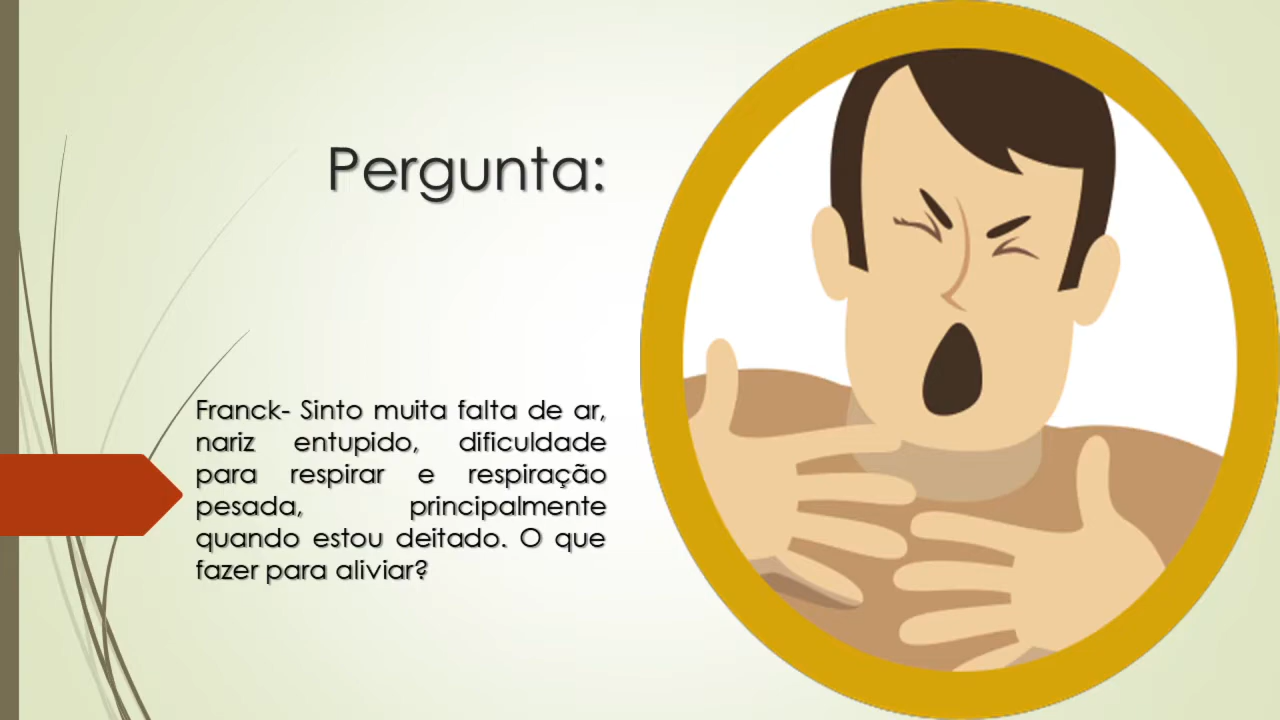 Pergunta:
Franck- Sinto muita falta de ar,
nariz entupido, dificuldade
para respirar e respiração
pesada, principalmente
quando estou deitado. O que
fazer para aliviar?